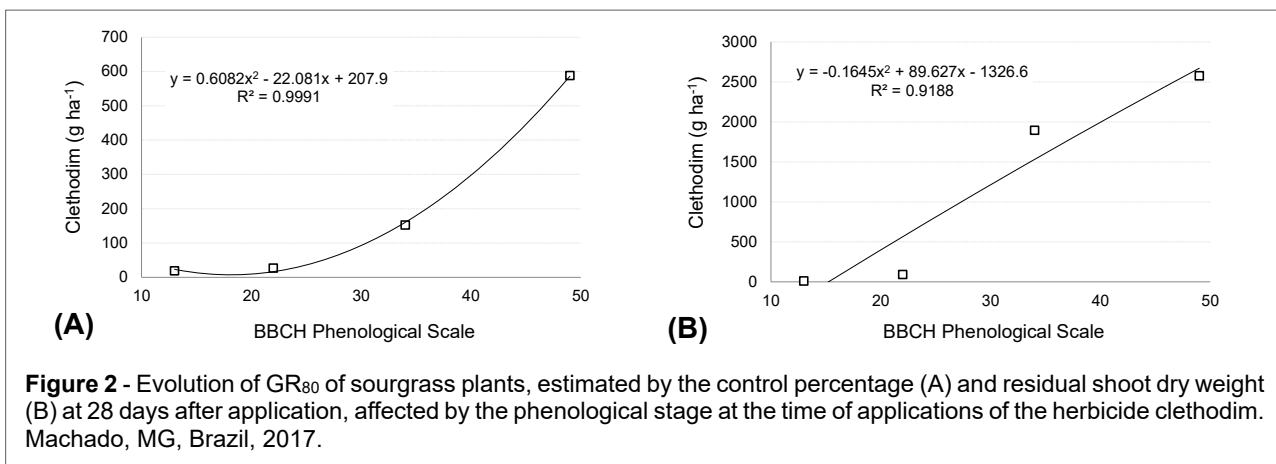 700
600
500
400
300
200
100
0
Clethodim (g ha⁻¹)
y = 0.6082x² - 22.081x + 207.9
R² = 0.9991
10 20 30 40 50
BBCH Phenological Scale
(A)
3000
2500
2000
1500
1000
500
0
Clethodim (g ha⁻¹)
y = -0.1645x² + 89.627x - 1326.6
R² = 0.9188
10 20 30 40 50
BBCH Phenological Scale
(B)
Figure 2 - Evolution of GR₈₀ of sourgrass plants, estimated by the control percentage (A) and residual shoot dry weight
(B) at 28 days after application, affected by the phenological stage at the time of applications of the herbicide clethodim.
Machado, MG, Brazil, 2017.